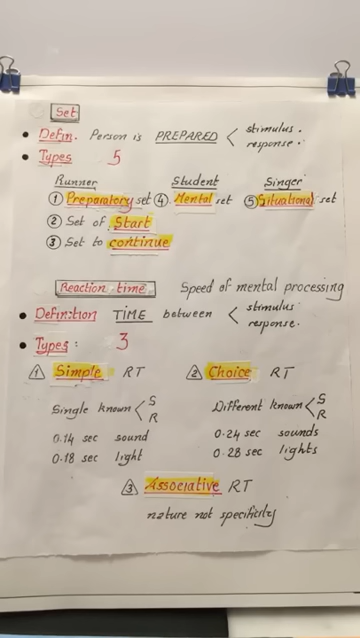 Set
• Defin. Person is PREPARED < stimulus.
response.
• Types 5
Runner Student Singer
① Preparatory set ④ Mental set ⑤ Situational set
② Set of Start
③ Set to continue
Reaction time Speed of mental processing
• Definition TIME between < stimulus
response.
• Types: 3
1 Simple RT 2 Choice RT
Single known < S Different known < S
R R
0.14 sec sound 0.24 sec sounds
0.18 sec light 0.28 sec lights
3 Associative RT
nature not specificity